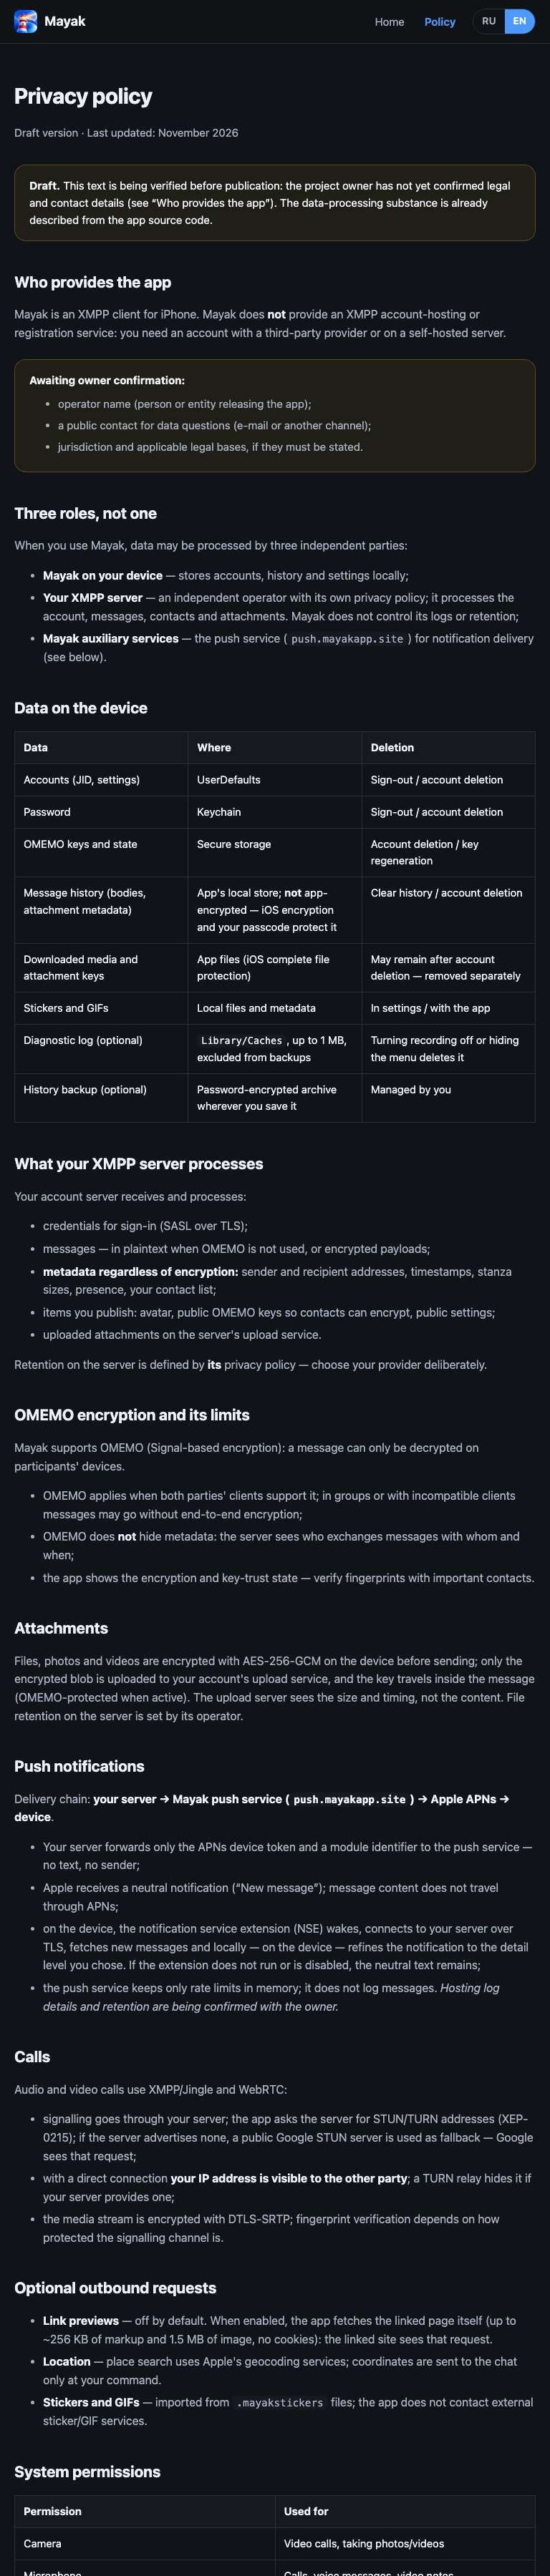 Mayak
Home Policy RU EN
Privacy policy
Draft version · Last updated: November 2026
Draft. This text is being verified before publication: the project owner has not yet confirmed legal
and contact details (see “Who provides the app”). The data-processing substance is already
described from the app source code.
Who provides the app
Mayak is an XMPP client for iPhone. Mayak does not provide an XMPP account-hosting or
registration service: you need an account with a third-party provider or on a self-hosted server.
Awaiting owner confirmation:
• operator name (person or entity releasing the app);
• a public contact for data questions (e-mail or another channel);
• jurisdiction and applicable legal bases, if they must be stated.
Three roles, not one
When you use Mayak, data may be processed by three independent parties:
• Mayak on your device — stores accounts, history and settings locally;
• Your XMPP server — an independent operator with its own privacy policy; it processes the
account, messages, contacts and attachments. Mayak does not control its logs or retention;
• Mayak auxiliary services — the push service ( push.mayakapp.site ) for notification delivery
(see below).
Data on the device
Data Where Deletion
Accounts (JID, settings) UserDefaults Sign-out / account deletion
Password Keychain Sign-out / account deletion
OMEMO keys and state Secure storage Account deletion / key
regeneration
Message history (bodies, App's local store; not app- Clear history / account deletion
attachment metadata) encrypted — iOS encryption
and your passcode protect it
Downloaded media and App files (iOS complete file May remain after account
attachment keys protection) deletion — removed separately
Stickers and GIFs Local files and metadata In settings / with the app
Diagnostic log (optional) Library/Caches , up to 1 MB, Turning recording off or hiding
excluded from backups the menu deletes it
History backup (optional) Password-encrypted archive Managed by you
wherever you save it
What your XMPP server processes
Your account server receives and processes:
• credentials for sign-in (SASL over TLS);
• messages — in plaintext when OMEMO is not used, or encrypted payloads;
• metadata regardless of encryption: sender and recipient addresses, timestamps, stanza
sizes, presence, your contact list;
• items you publish: avatar, public OMEMO keys so contacts can encrypt, public settings;
• uploaded attachments on the server's upload service.
Retention on the server is defined by its privacy policy — choose your provider deliberately.
OMEMO encryption and its limits
Mayak supports OMEMO (Signal-based encryption): a message can only be decrypted on
participants' devices.
• OMEMO applies when both parties' clients support it; in groups or with incompatible clients
messages may go without end-to-end encryption;
• OMEMO does not hide metadata: the server sees who exchanges messages with whom and
when;
• the app shows the encryption and key-trust state — verify fingerprints with important contacts.
Attachments
Files, photos and videos are encrypted with AES-256-GCM on the device before sending; only the
encrypted blob is uploaded to your account's upload service, and the key travels inside the message
(OMEMO-protected when active). The upload server sees the size and timing, not the content. File
retention on the server is set by its operator.
Push notifications
Delivery chain: your server → Mayak push service ( push.mayakapp.site ) → Apple APNs →
device.
• Your server forwards only the APNs device token and a module identifier to the push service —
no text, no sender;
• Apple receives a neutral notification (“New message”); message content does not travel
through APNs;
• on the device, the notification service extension (NSE) wakes, connects to your server over
TLS, fetches new messages and locally — on the device — refines the notification to the detail
level you chose. If the extension does not run or is disabled, the neutral text remains;
• the push service keeps only rate limits in memory; it does not log messages. Hosting log
details and retention are being confirmed with the owner.
Calls
Audio and video calls use XMPP/Jingle and WebRTC:
• signalling goes through your server; the app asks the server for STUN/TURN addresses (XEP-
0215); if the server advertises none, a public Google STUN server is used as fallback — Google
sees that request;
• with a direct connection your IP address is visible to the other party; a TURN relay hides it if
your server provides one;
• the media stream is encrypted with DTLS-SRTP; fingerprint verification depends on how
protected the signalling channel is.
Optional outbound requests
• Link previews — off by default. When enabled, the app fetches the linked page itself (up to
~256 KB of markup and 1.5 MB of image, no cookies): the linked site sees that request.
• Location — place search uses Apple's geocoding services; coordinates are sent to the chat
only at your command.
• Stickers and GIFs — imported from .mayakstickers files; the app does not contact external
sticker/GIF services.
System permissions
Permission Used for
Camera Video calls, taking photos/videos
Microphone Calls, voice messages, video notes